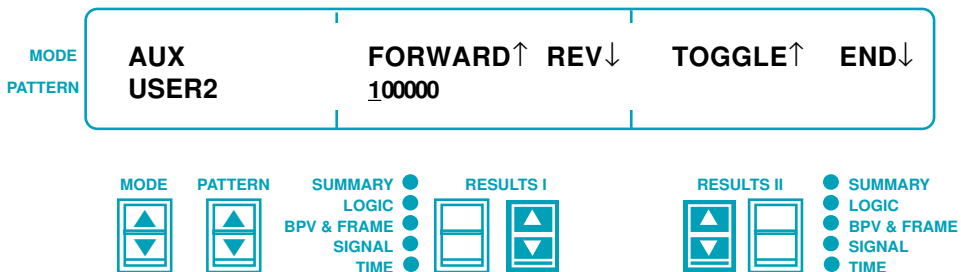 MODE AUX FORWARD↑ REV↓ TOGGLE↑ END↓
PATTERN USER2 100000
MODE PATTERN SUMMARY RESULTS I RESULTS II SUMMARY
LOGIC LOGIC
BPV & FRAME BPV & FRAME
SIGNAL SIGNAL
TIME TIME